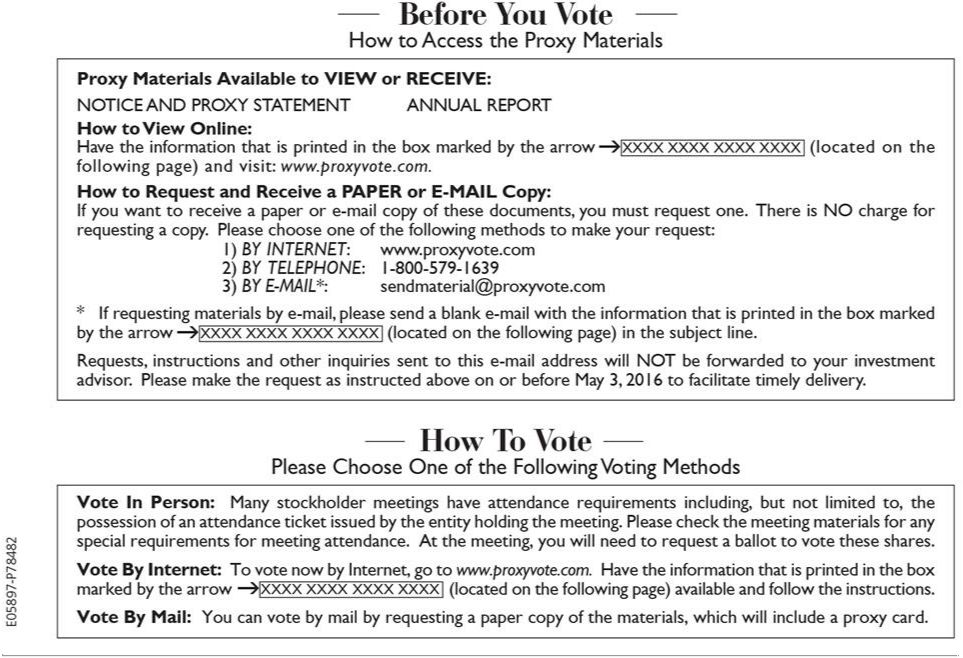 Before You Vote
How to Access the Proxy Materials
Proxy Materials Available to VIEW or RECEIVE:
NOTICE AND PROXY STATEMENT ANNUAL REPORT
How to View Online:
Have the information that is printed in the box marked by the arrow →XXXX XXXX XXXX XXXX (located on the
following page) and visit: www.proxyvote.com.
How to Request and Receive a PAPER or E-MAIL Copy:
If you want to receive a paper or e-mail copy of these documents, you must request one. There is NO charge for
requesting a copy. Please choose one of the following methods to make your request:
1) BY INTERNET: www.proxyvote.com
2) BY TELEPHONE: 1-800-579-1639
3) BY E-MAIL*: sendmaterial@proxyvote.com
* If requesting materials by e-mail, please send a blank e-mail with the information that is printed in the box marked
by the arrow →XXXX XXXX XXXX XXXX (located on the following page) in the subject line.
Requests, instructions and other inquiries sent to this e-mail address will NOT be forwarded to your investment
advisor. Please make the request as instructed above on or before May 3, 2016 to facilitate timely delivery.
How To Vote
Please Choose One of the Following Voting Methods
Vote In Person: Many stockholder meetings have attendance requirements including, but not limited to, the
possession of an attendance ticket issued by the entity holding the meeting. Please check the meeting materials for any
special requirements for meeting attendance. At the meeting, you will need to request a ballot to vote these shares.
Vote By Internet: To vote now by Internet, go to www.proxyvote.com. Have the information that is printed in the box
marked by the arrow →XXXX XXXX XXXX XXXX (located on the following page) available and follow the instructions.
Vote By Mail: You can vote by mail by requesting a paper copy of the materials, which will include a proxy card.
E05897-P78482